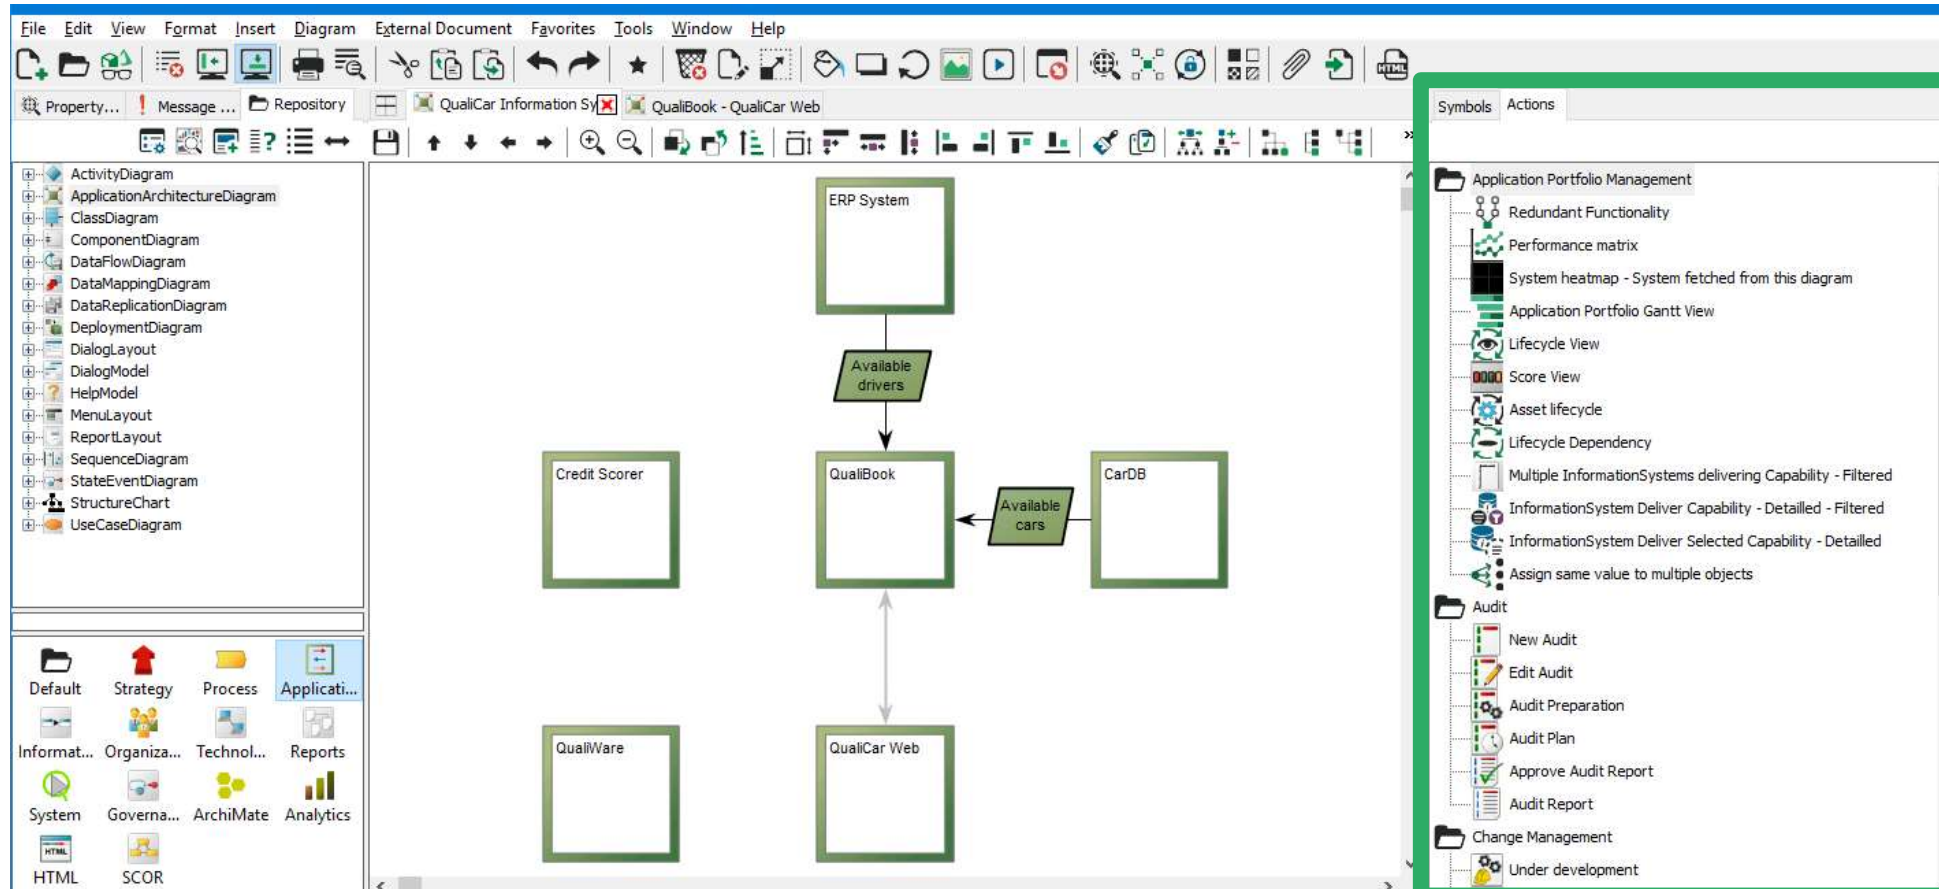 File Edit View Format Insert Diagram External Document Favorites Tools Window Help
Property... Message ... Repository QualiCar Information Sy QualiBook - QualiCar Web
Symbols Actions
ActivityDiagram
ApplicationArchitectureDiagram
ClassDiagram
ComponentDiagram
DataFlowDiagram
DataMappingDiagram
DataReplicationDiagram
DeploymentDiagram
DialogLayout
DialogModel
HelpModel
MenuLayout
ReportLayout
SequenceDiagram
StateEventDiagram
StructureChart
UseCaseDiagram
Default Strategy Process Applicati...
Informat... Organiza... Technol... Reports
System Governa... ArchiMate Analytics
HTML SCOR
ERP System
Available
drivers
Credit Scorer
QualiBook
CarDB
Available
cars
QualiWare
QualiCar Web
Application Portfolio Management
Redundant Functionality
Performance matrix
System heatmap - System fetched from this diagram
Application Portfolio Gantt View
Lifecycle View
Score View
Asset lifecycle
Lifecycle Dependency
Multiple InformationSystems delivering Capability - Filtered
InformationSystem Deliver Capability - Detailled - Filtered
InformationSystem Deliver Selected Capability - Detailled
Assign same value to multiple objects
Audit
New Audit
Edit Audit
Audit Preparation
Audit Plan
Approve Audit Report
Audit Report
Change Management
Under development